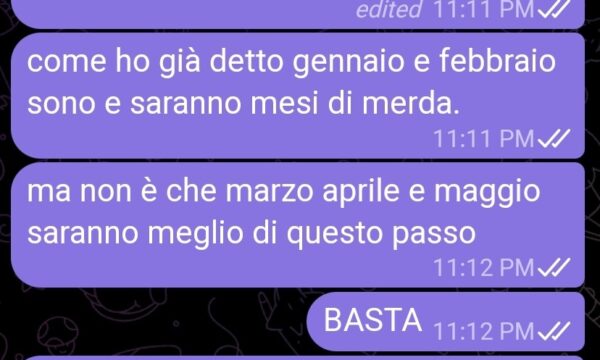 edited 11:11 PM
come ho già detto gennaio e febbraio
sono e saranno mesi di merda.
11:11 PM
ma non è che marzo aprile e maggio
saranno meglio di questo passo
11:12 PM
BASTA 11:12 PM